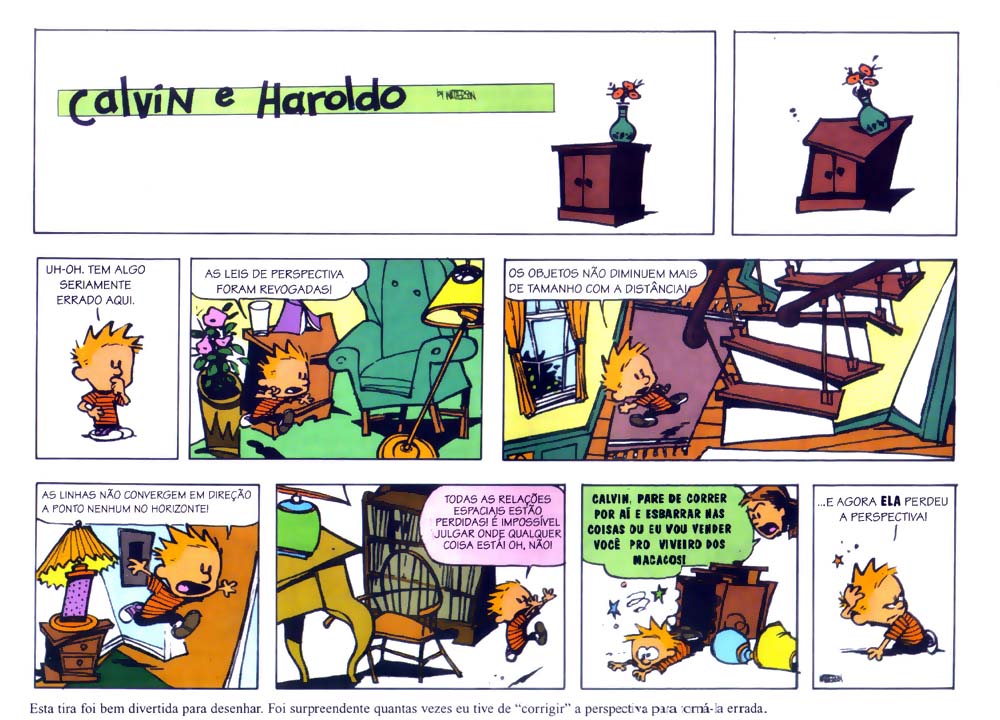 Calvin e Haroldo
by WATTERSON
UH-OH. TEM ALGO
SERIAMENTE
ERRADO AQUI.
AS LEIS DE PERSPECTIVA
FORAM REVOGADAS!
OS OBJETOS NÃO DIMINUEM MAIS
DE TAMANHO COM A DISTÂNCIA!
AS LINHAS NÃO CONVERGEM EM DIREÇÃO
A PONTO NENHUM NO HORIZONTE!
TODAS AS RELAÇÕES
ESPACIAIS ESTÃO
PERDIDAS! É IMPOSSÍVEL
JULGAR ONDE QUALQUER
COISA ESTÁ! OH, NÃO!
CALVIN, PARE DE CORRER
POR AÍ E ESBARRAR NAS
COISAS OU EU VOU VENDER
VOCÊ PRO VIVEIRO DOS
MACACOS!
...E AGORA ELA PERDEU
A PERSPECTIVA!
WATTERSON
Esta tira foi bem divertida para desenhar. Foi surpreendente quantas vezes eu tive de “corrigir” a perspectiva para torná-la errada.